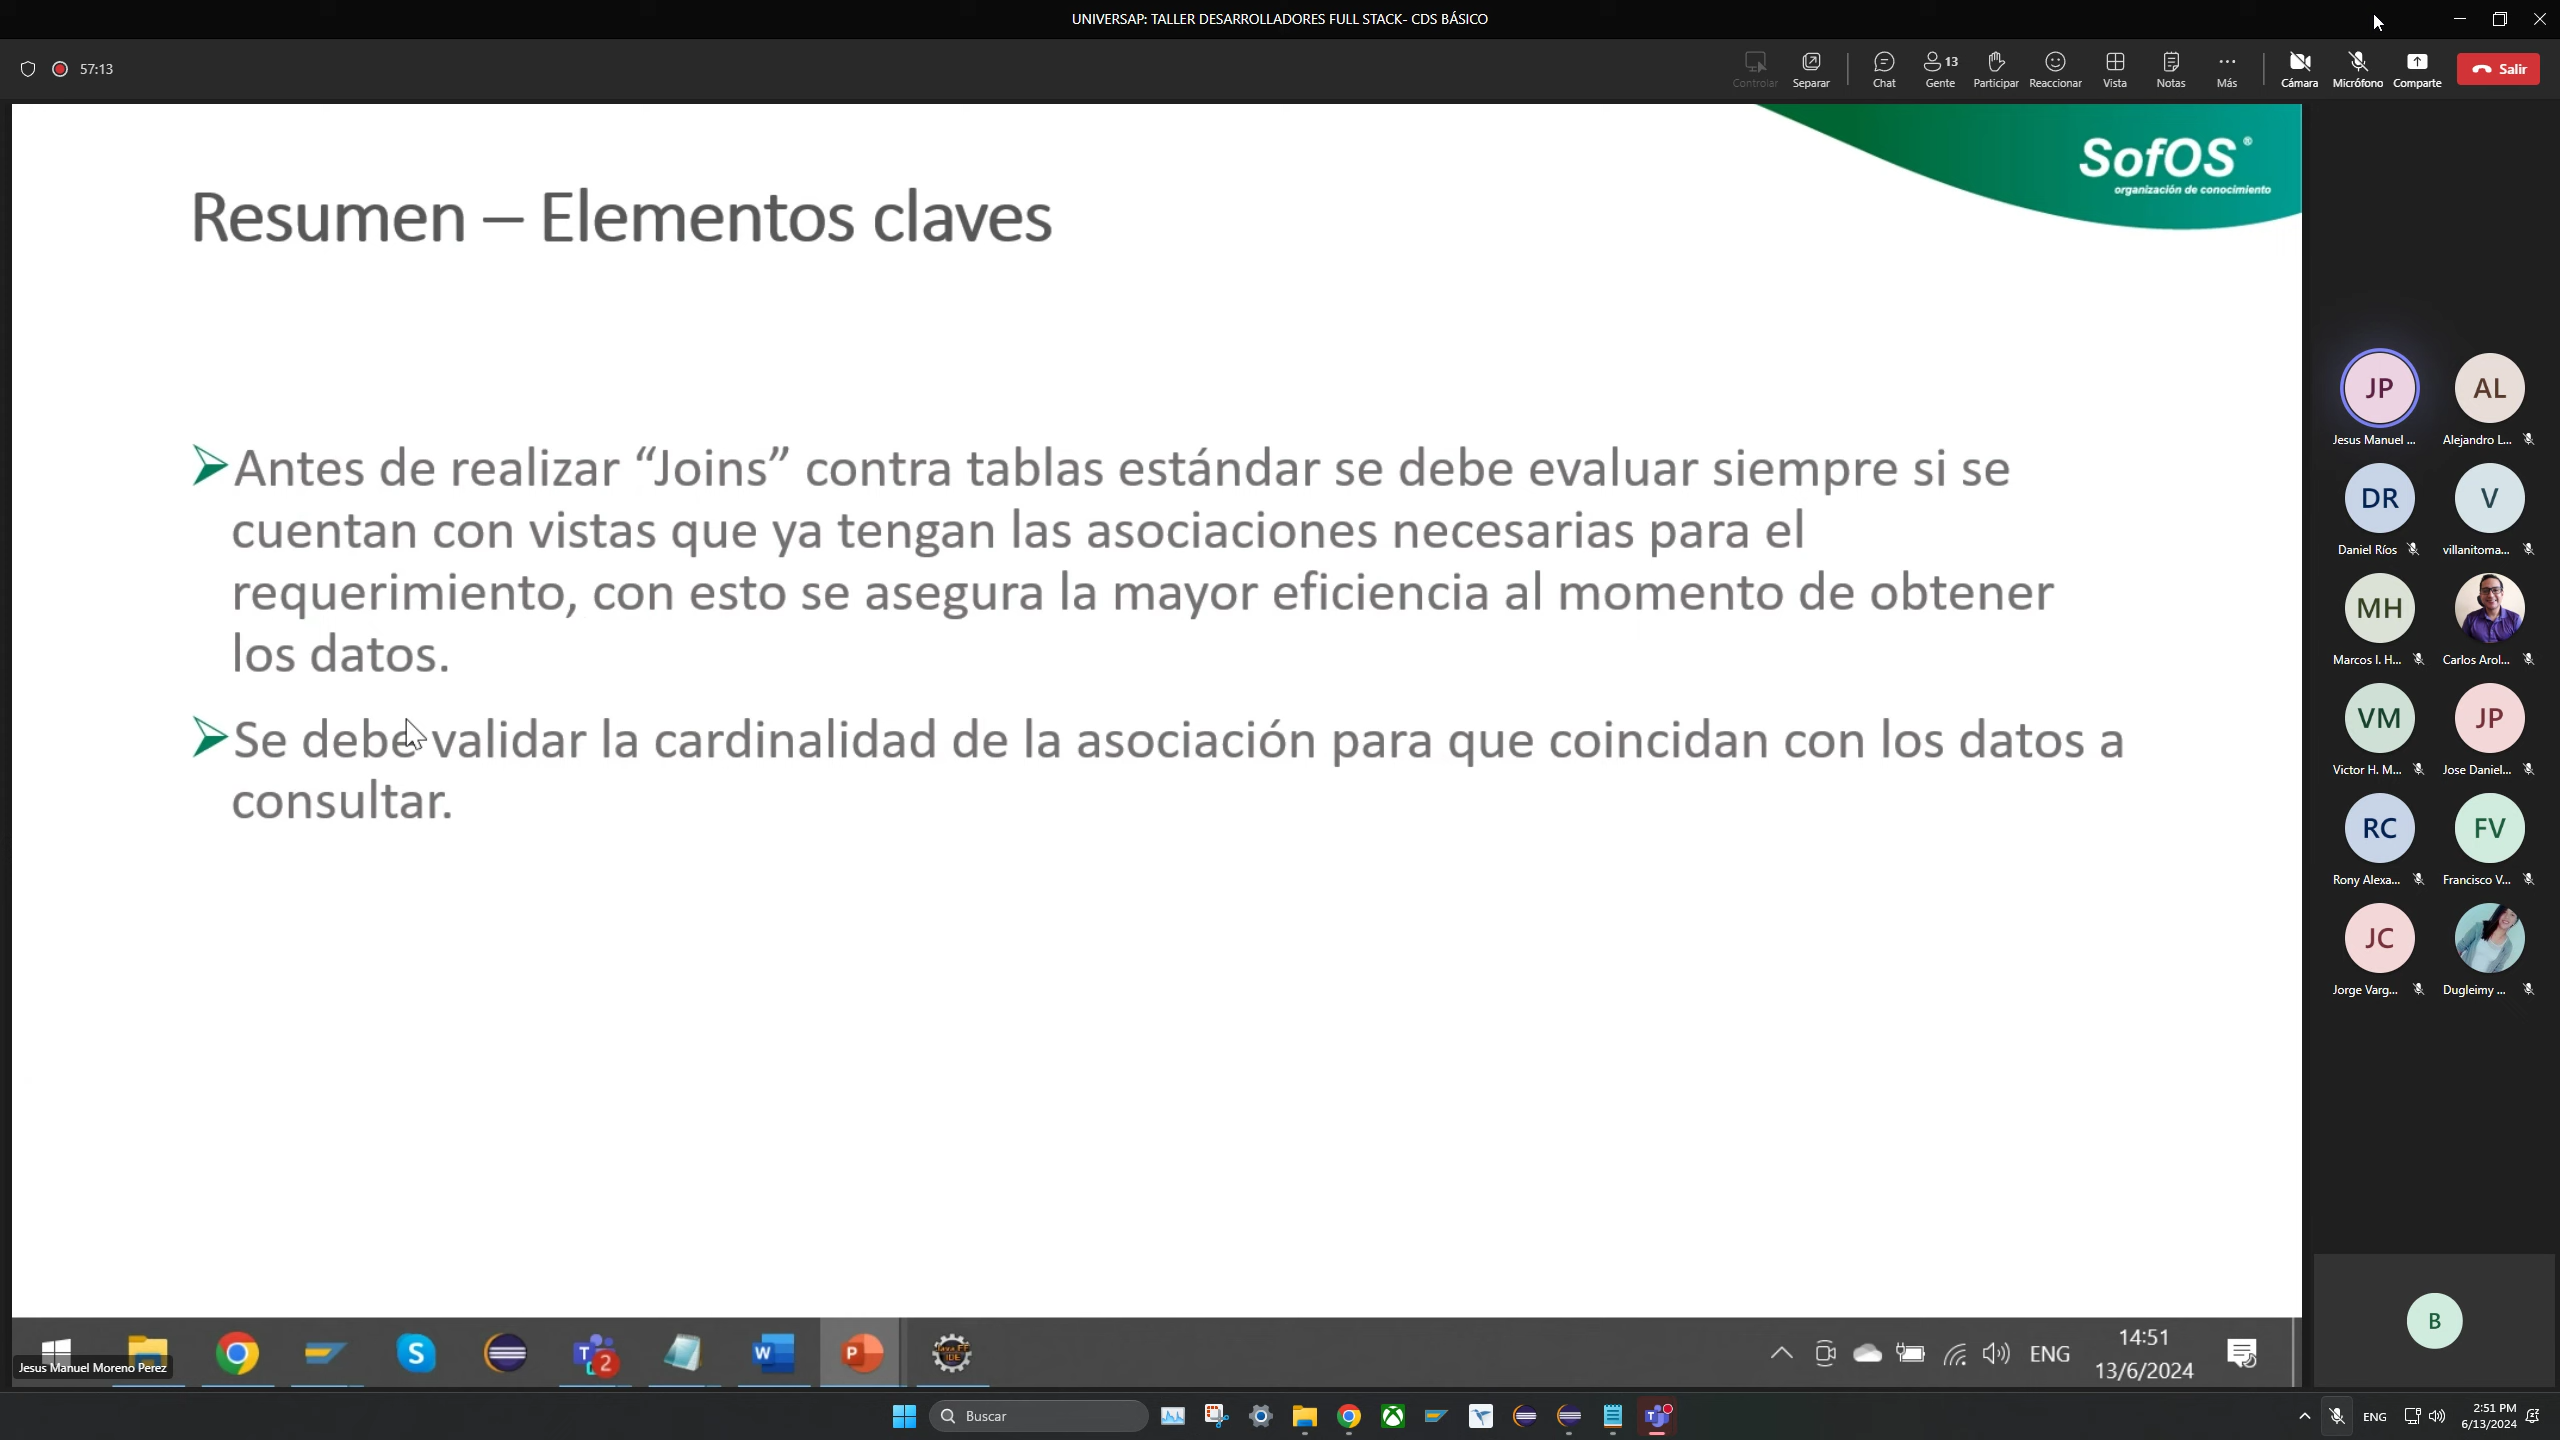 UNIVERSAP: TALLER DESARROLLADORES FULL STACK- CDS BÁSICO
57:13
Controlar
Separar
Chat
13
Gente
Participar
Reaccionar
Vista
Notas
Más
Cámara
Micrófono
Comparte
Salir
SofOS®
organización de conocimiento
Resumen – Elementos claves
Antes de realizar “Joins” contra tablas estándar se debe evaluar siempre si se
cuentan con vistas que ya tengan las asociaciones necesarias para el
requerimiento, con esto se asegura la mayor eficiencia al momento de obtener
los datos.
Se debe validar la cardinalidad de la asociación para que coincidan con los datos a
consultar.
JP
AL
Jesus Manuel ...
Alejandro L...
DR
V
Daniel Ríos
villanitoma...
MH
Marcos I. H...
Carlos Arol...
VM
JP
Victor H. M...
Jose Daniel...
RC
FV
Rony Alexa...
Francisco V...
JC
Jorge Varg...
Dugleimy ...
B
Jesus Manuel Moreno Perez
S
T
2
W
P
Java EE
IDE
ENG
14:51
13/6/2024
Buscar
T
ENG
2:51 PM
6/13/2024